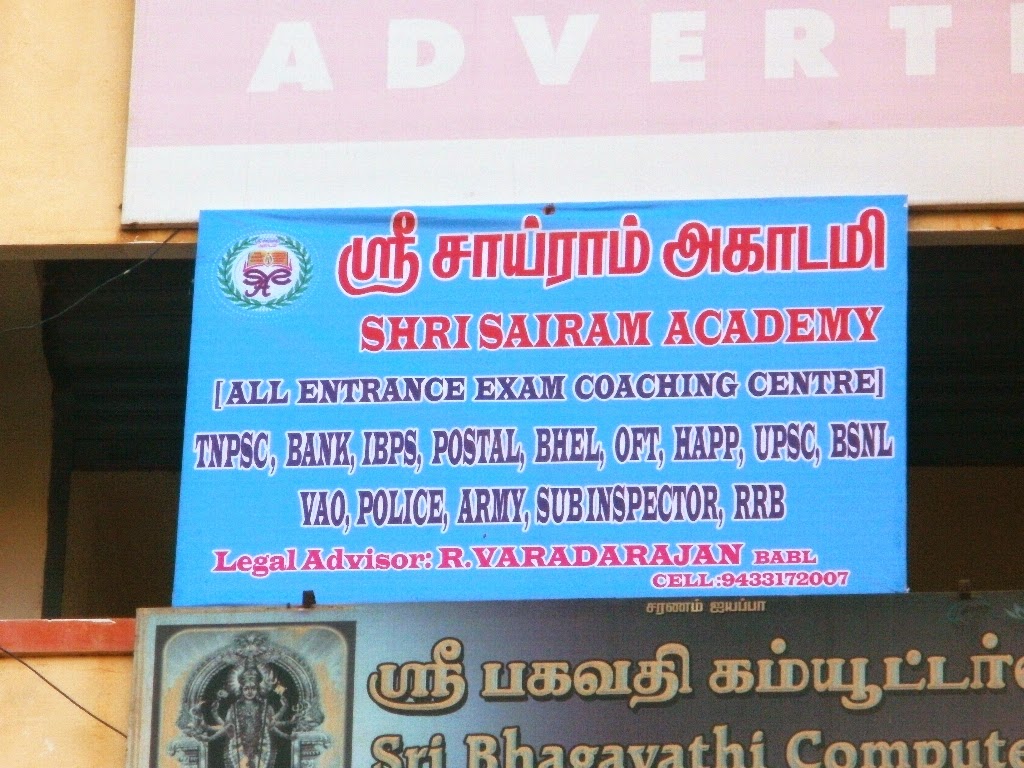 ADVERT
ஸ்ரீ சாய்ராம் அகாடமி
SHRI SAIRAM ACADEMY
[ALL ENTRANCE EXAM COACHING CENTRE]
TNPSC, BANK, IBPS, POSTAL, BHEL, OFT, HAPP, UPSC, BSNL
VAO, POLICE, ARMY, SUB INSPECTOR, RRB
Legal Advisor: R.VARADARAJAN BABL
CELL :9433172007
சரணம் ஐயப்பா
ஸ்ரீ பகவதி கம்யூட்டர்
Sri Bhagavathi Compute